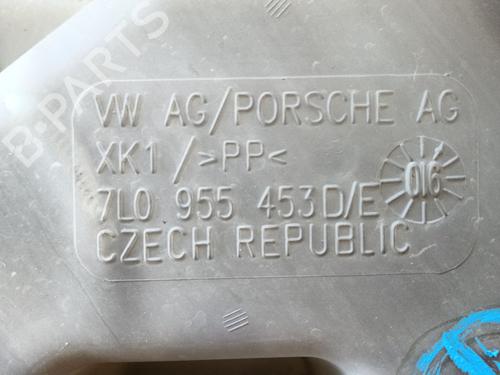 B-PARTS
VW AG/PORSCHE AG
XK1 / >PP<
7L0 955 453D/E 016
CZECH REPUBLIC